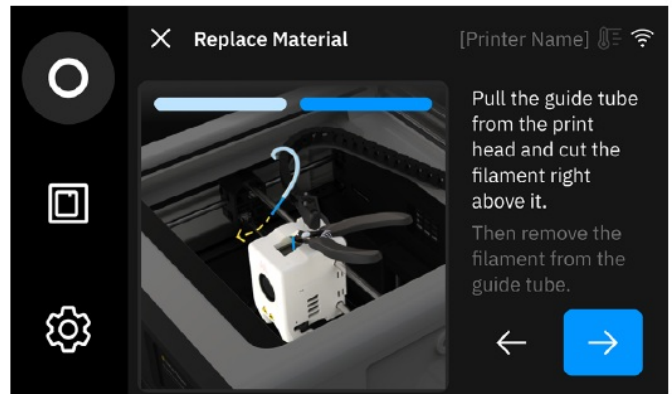 Replace Material
[Printer Name]
Pull the guide tube
from the print
head and cut the
filament right
above it.
Then remove the
filament from the
guide tube.